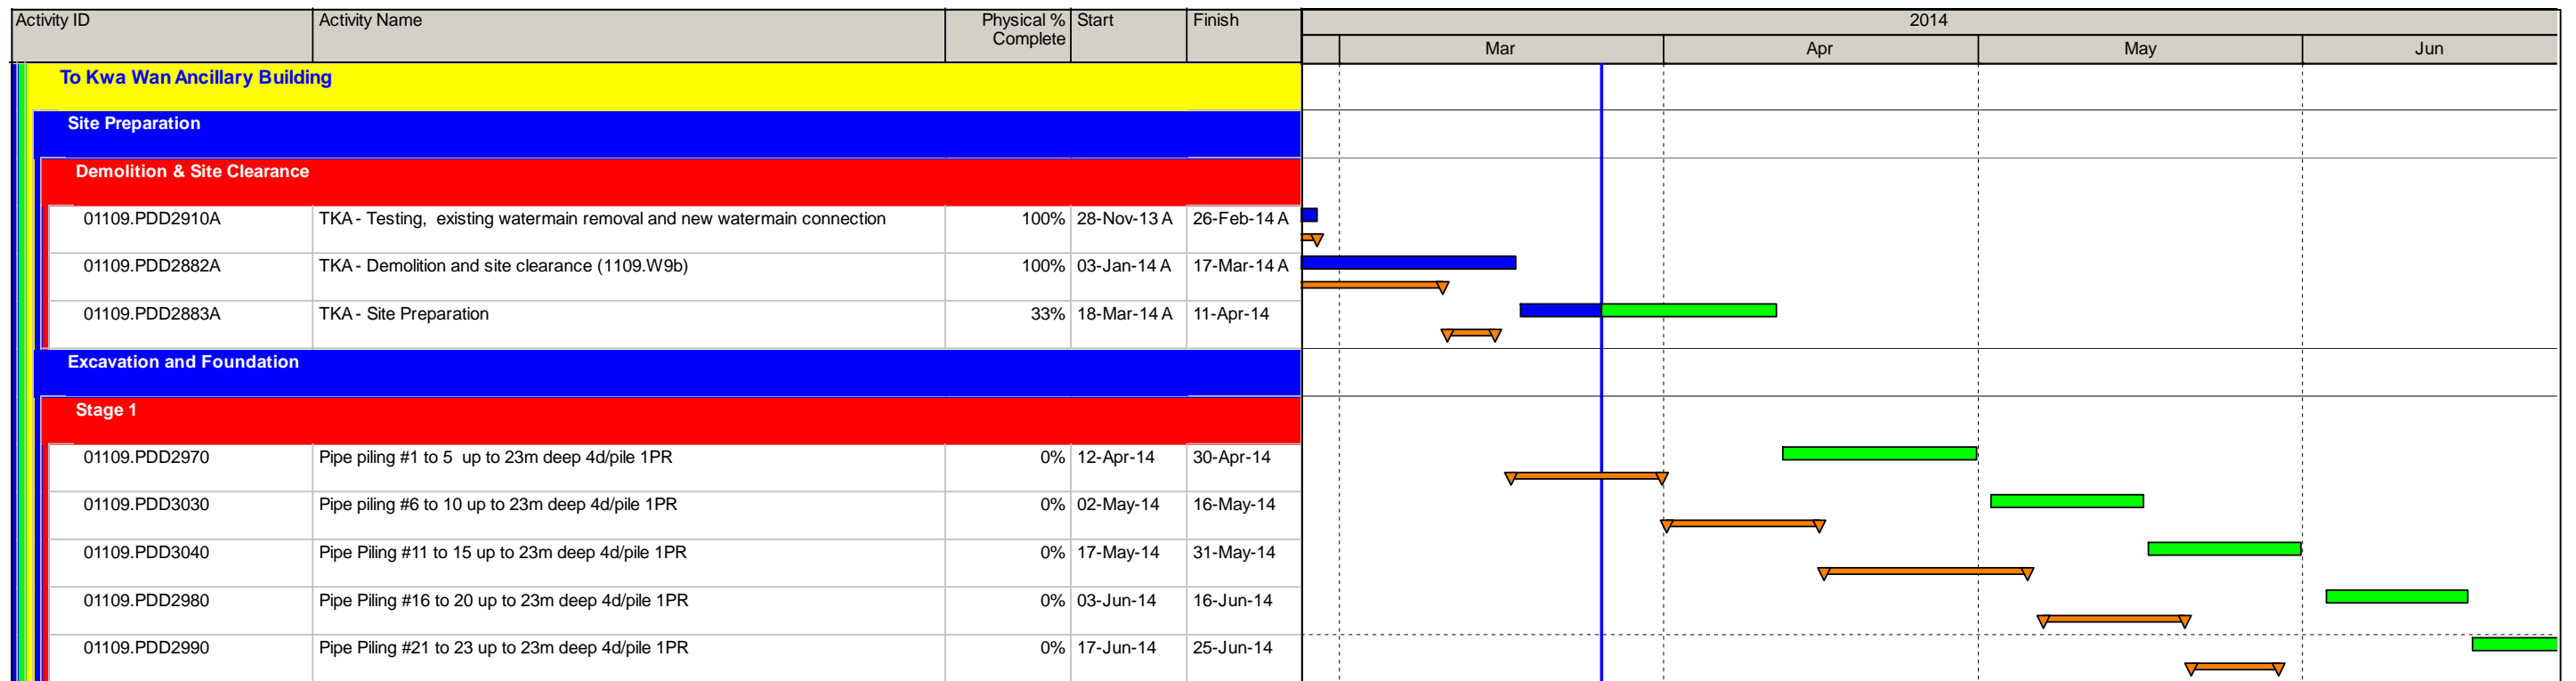 Activity ID Activity Name Physical % Complete Start Finish 2014
Mar Apr May Jun
To Kwa Wan Ancillary Building
Site Preparation
Demolition & Site Clearance
01109.PDD2910A TKA - Testing, existing watermain removal and new watermain connection 100% 28-Nov-13 A 26-Feb-14 A
01109.PDD2882A TKA - Demolition and site clearance (1109.W9b) 100% 03-Jan-14 A 17-Mar-14 A
01109.PDD2883A TKA - Site Preparation 33% 18-Mar-14 A 11-Apr-14
Excavation and Foundation
Stage 1
01109.PDD2970 Pipe piling #1 to 5 up to 23m deep 4d/pile 1PR 0% 12-Apr-14 30-Apr-14
01109.PDD3030 Pipe piling #6 to 10 up to 23m deep 4d/pile 1PR 0% 02-May-14 16-May-14
01109.PDD3040 Pipe Piling #11 to 15 up to 23m deep 4d/pile 1PR 0% 17-May-14 31-May-14
01109.PDD2980 Pipe Piling #16 to 20 up to 23m deep 4d/pile 1PR 0% 03-Jun-14 16-Jun-14
01109.PDD2990 Pipe Piling #21 to 23 up to 23m deep 4d/pile 1PR 0% 17-Jun-14 25-Jun-14